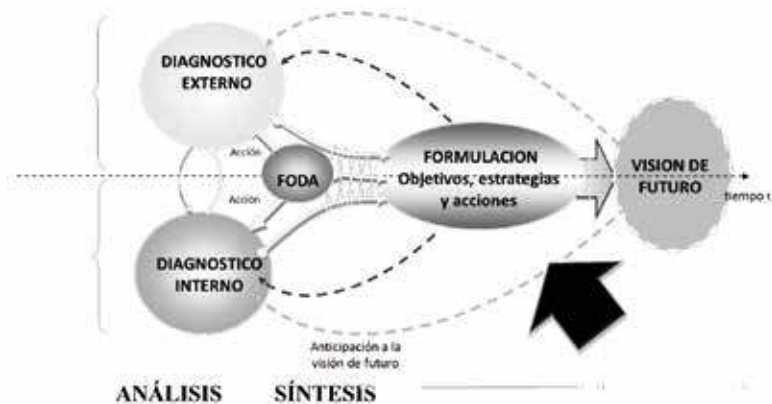 DIAGNOSTICO
EXTERNO
Acción
FODA
Acción
FORMULACION
Objetivos, estrategias
y acciones
VISION DE
FUTURO
tiempo t
DIAGNOSTICO
INTERNO
Anticipación a la
visión de futuro
ANÁLISIS SÍNTESIS